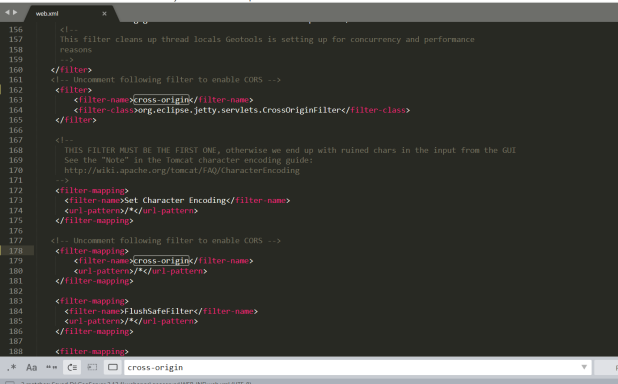 web.xml ×
156 <!--
157 This filter cleans up thread locals Geotools is setting up for concurrency and performance
158 reasons
159 -->
160 </filter>
161 <!-- Uncomment following filter to enable CORS -->
162 <filter>
163 <filter-name>cross-origin</filter-name>
164 <filter-class>org.eclipse.jetty.servlets.CrossOriginFilter</filter-class>
165 </filter>
166
167 <!--
168 THIS FILTER MUST BE THE FIRST ONE, otherwise we end up with ruined chars in the input from the GUI
169 See the "Note" in the Tomcat character encoding guide:
170 http://wiki.apache.org/tomcat/FAQ/CharacterEncoding
171 -->
172 <filter-mapping>
173 <filter-name>Set Character Encoding</filter-name>
174 <url-pattern>/*</url-pattern>
175 </filter-mapping>
176
177 <!-- Uncomment following filter to enable CORS -->
178 <filter-mapping>
179 <filter-name>cross-origin</filter-name>
180 <url-pattern>/*</url-pattern>
181 </filter-mapping>
182
183 <filter-mapping>
184 <filter-name>FlushSafeFilter</filter-name>
185 <url-pattern>/*</url-pattern>
186 </filter-mapping>
187
188 <filter-mapping>
.* Aa “” cross-origin